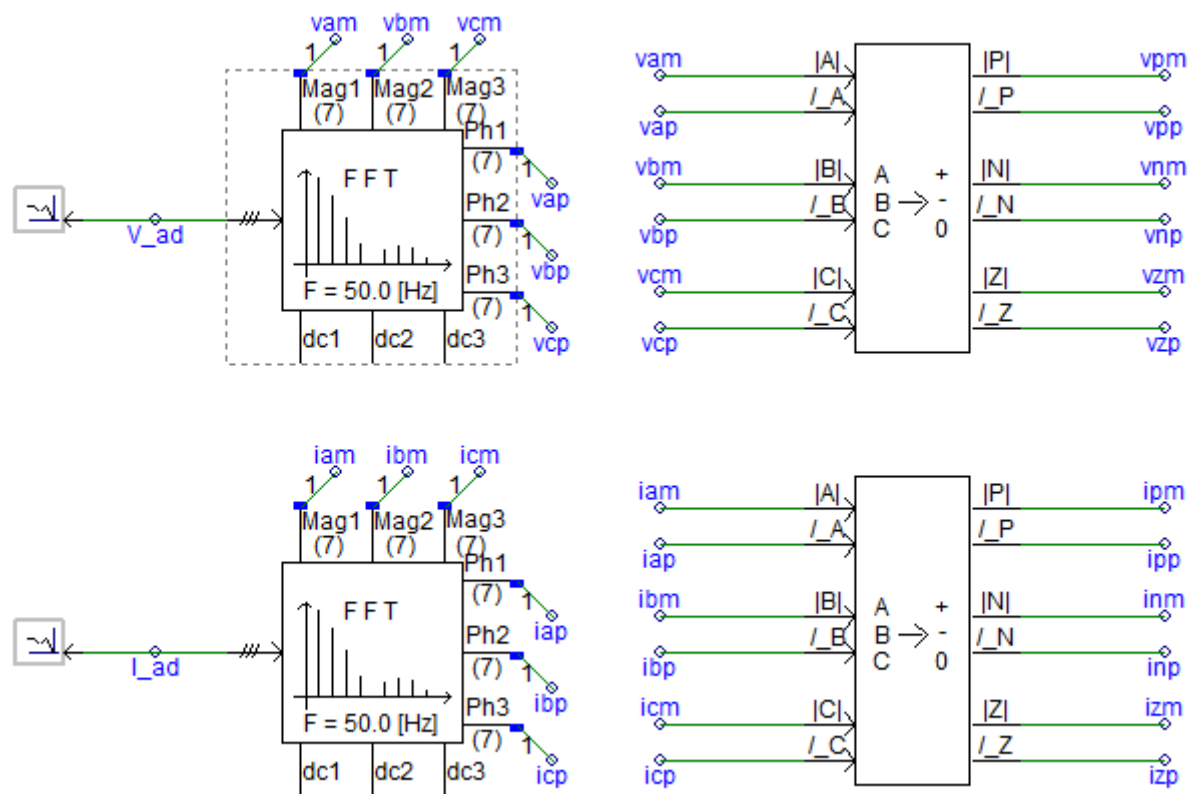 vam vbm vcm
1 1 1
Mag1 Mag2 Mag3
(7) (7) (7)
Ph1
(7)
1
vap
F F T
Ph2
(7)
1
vbp
V_ad
Ph3
(7)
1
vcp
F = 50.0 [Hz]
dc1 dc2 dc3
vam |A| |P| vpm
vap /_A /_P vpp
vbm |B| A + |N| vnm
vbp /_B B - /_N vnp
C 0
vcm |C| |Z| vzm
vcp /_C /_Z vzp
iam ibm icm
1 1 1
Mag1 Mag2 Mag3
(7) (7) (7)
Ph1
(7)
1
iap
F F T
Ph2
(7)
1
ibp
I_ad
Ph3
(7)
1
icp
F = 50.0 [Hz]
dc1 dc2 dc3
iam |A| |P| ipm
iap /_A /_P ipp
ibm |B| A + |N| inm
ibp /_B B - /_N inp
C 0
icm |C| |Z| izm
icp /_C /_Z izp